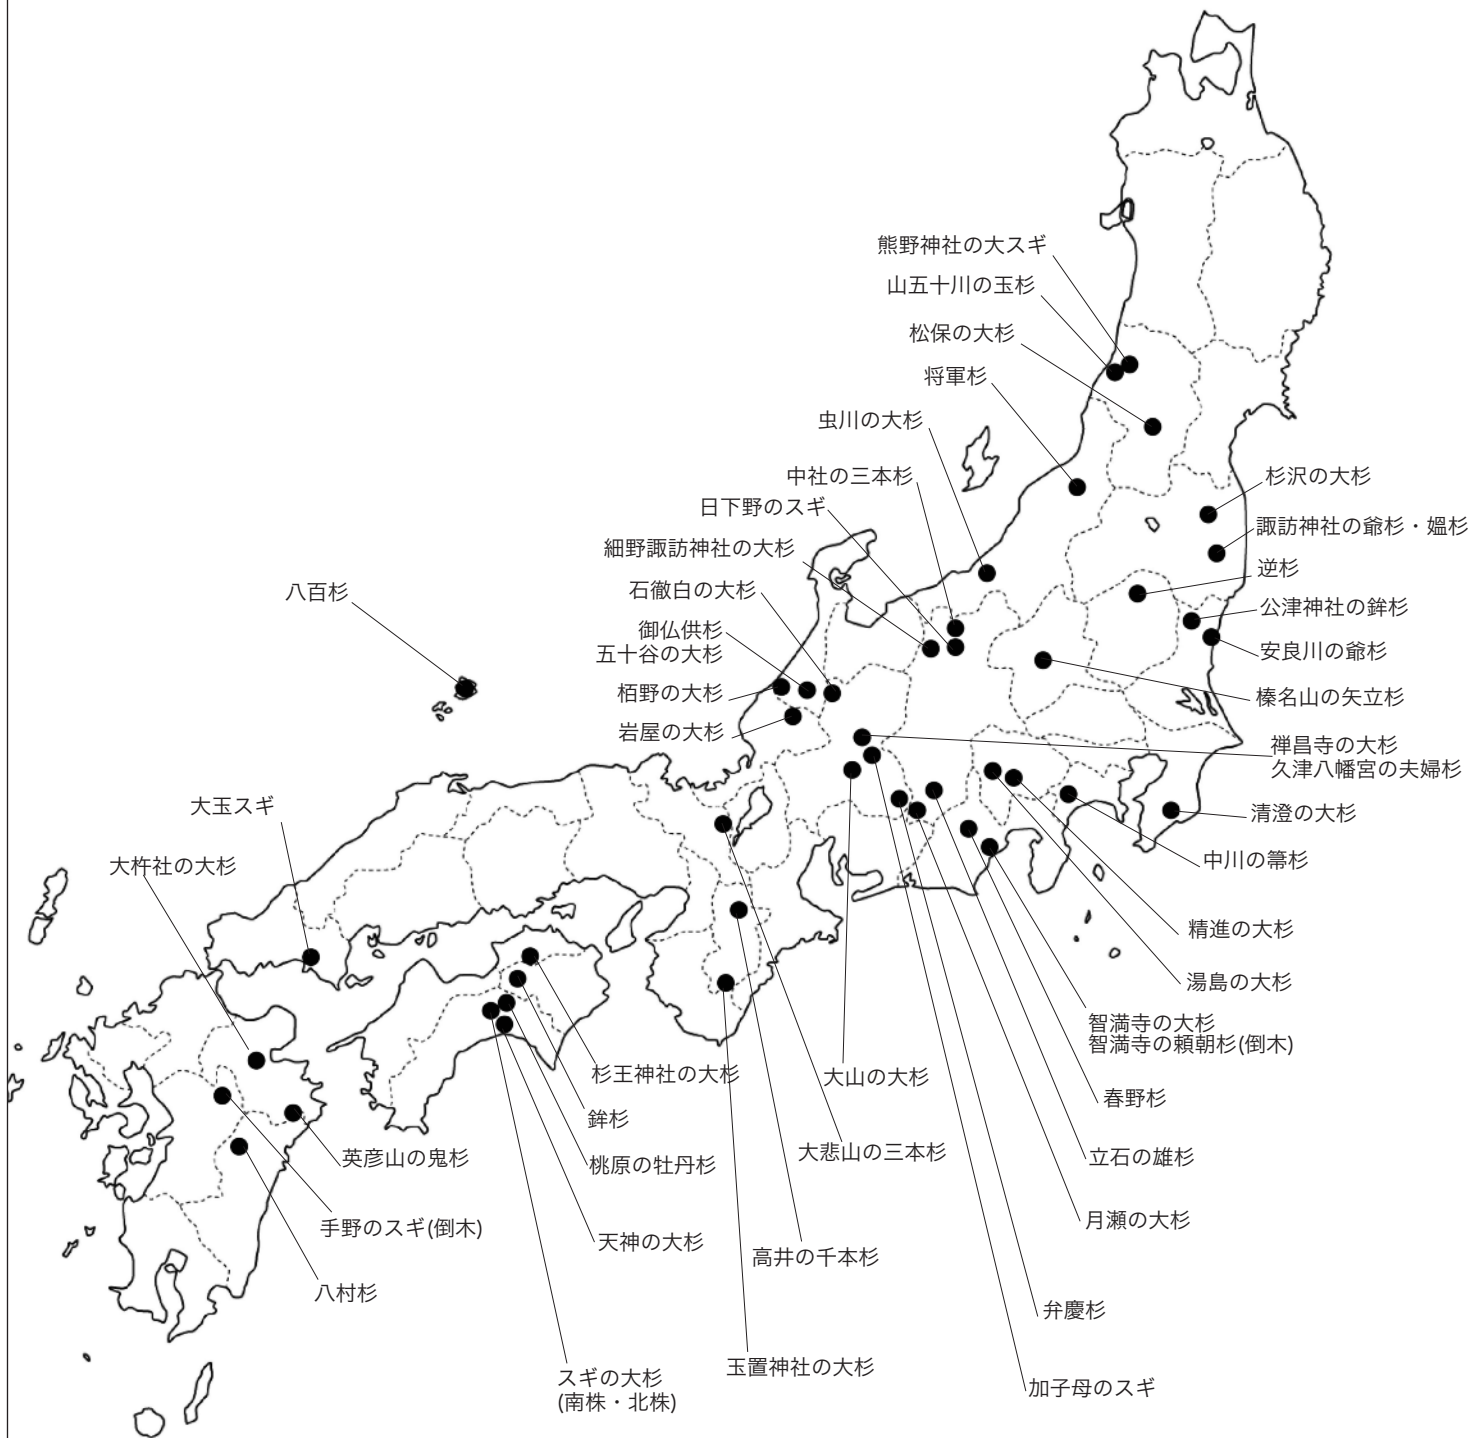 熊野神社の大スギ
山五十川の玉杉
松保の大杉
将軍杉
虫川の大杉
中社の三本杉
日下野のスギ
細野諏訪神社の大杉
石徹白の大杉
御仏供杉
五十谷の大杉
栢野の大杉
岩屋の大杉
八百杉
杉沢の大杉
諏訪神社の爺杉・媼杉
逆杉
公津神社の鉾杉
安良川の爺杉
榛名山の矢立杉
禅昌寺の大杉
久津八幡宮の夫婦杉
清澄の大杉
中川の箒杉
精進の大杉
湯島の大杉
智満寺の大杉
智満寺の頼朝杉(倒木)
春野杉
立石の雄杉
月瀬の大杉
弁慶杉
加子母のスギ
大山の大杉
大悲山の三本杉
高井の千本杉
玉置神社の大杉
大玉スギ
大杵社の大杉
杉王神社の大杉
鉾杉
桃原の牡丹杉
天神の大杉
スギの大杉
(南株・北株)
英彦山の鬼杉
手野のスギ(倒木)
八村杉